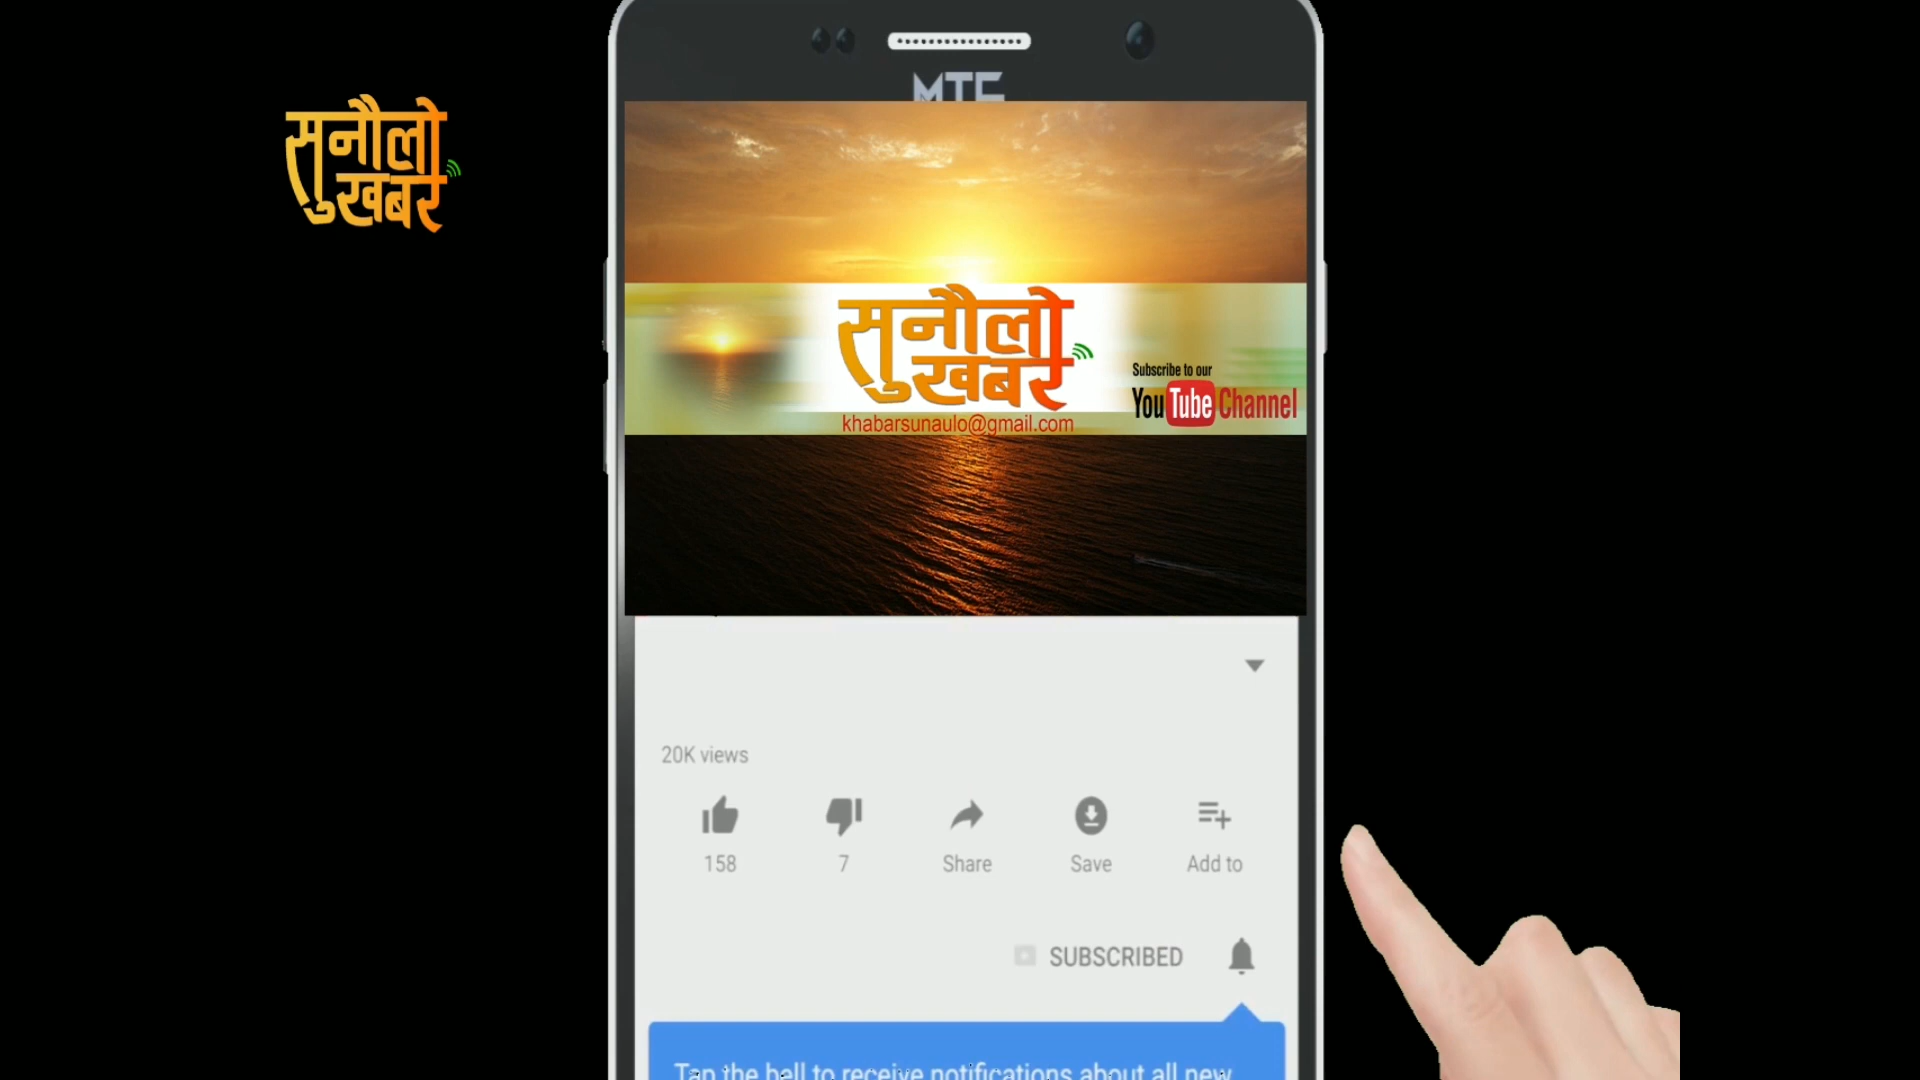 सुनौलो
खबर
सुनौलो
खबर
khabarsunaulo@gmail.com
Subscribe to our
YouTube Channel
20K views
158
7
Share
Save
Add to
SUBSCRIBED
Tap the bell to receive notifications about all new